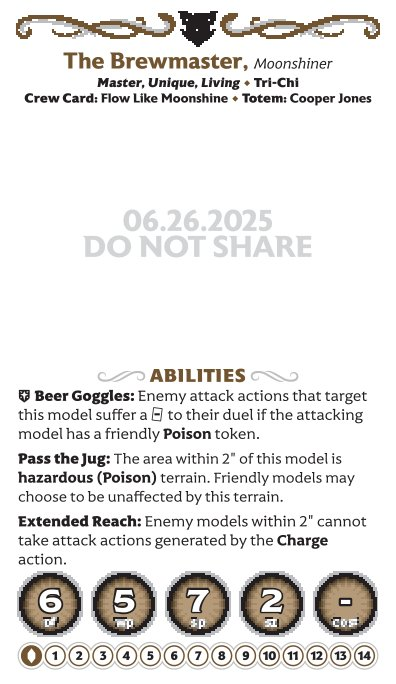 The Brewmaster, Moonshiner
Master, Unique, Living ⬥ Tri-Chi
Crew Card: Flow Like Moonshine ⬥ Totem: Cooper Jones
06.26.2025
DO NOT SHARE
ABILITIES
Beer Goggles: Enemy attack actions that target
this model suffer a - to their duel if the attacking
model has a friendly Poison token.
Pass the Jug: The area within 2" of this model is
hazardous (Poison) terrain. Friendly models may
choose to be unaffected by this terrain.
Extended Reach: Enemy models within 2" cannot
take attack actions generated by the Charge
action.
6 5 7 2 -
df wp sp sz cost
1 2 3 4 5 6 7 8 9 10 11 12 13 14